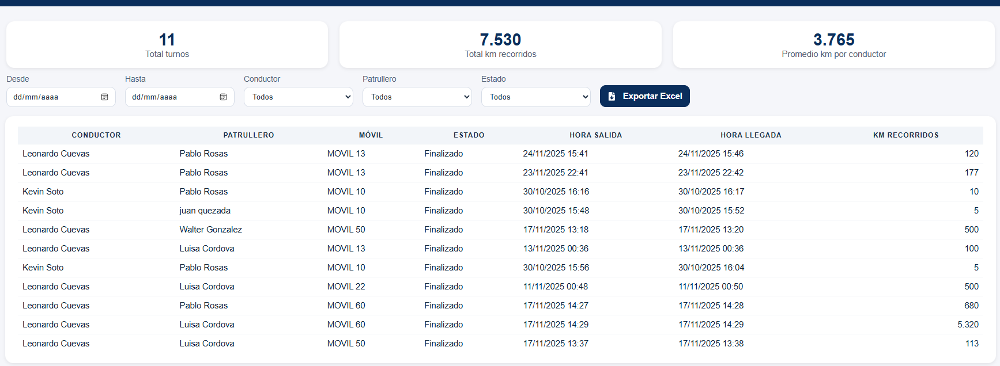 11 7.530 3.765
Total turnos Total km recorridos Promedio km por conductor
Desde Hasta Conductor Patrullero Estado
dd/mm/aaaa dd/mm/aaaa Todos Todos Todos Exportar Excel
CONDUCTOR PATRULLERO MÓVIL ESTADO HORA SALIDA HORA LLEGADA KM RECORRIDOS
Leonardo Cuevas Pablo Rosas MOVIL 13 Finalizado 24/11/2025 15:41 24/11/2025 15:46 120
Leonardo Cuevas Pablo Rosas MOVIL 13 Finalizado 23/11/2025 22:41 23/11/2025 22:42 177
Kevin Soto Pablo Rosas MOVIL 10 Finalizado 30/10/2025 16:16 30/10/2025 16:17 10
Kevin Soto juan quezada MOVIL 10 Finalizado 30/10/2025 15:48 30/10/2025 15:52 5
Leonardo Cuevas Walter Gonzalez MOVIL 50 Finalizado 17/11/2025 13:18 17/11/2025 13:20 500
Leonardo Cuevas Luisa Cordova MOVIL 13 Finalizado 13/11/2025 00:36 13/11/2025 00:36 100
Kevin Soto Pablo Rosas MOVIL 10 Finalizado 30/10/2025 15:56 30/10/2025 16:04 5
Leonardo Cuevas Luisa Cordova MOVIL 22 Finalizado 11/11/2025 00:48 11/11/2025 00:50 500
Leonardo Cuevas Pablo Rosas MOVIL 60 Finalizado 17/11/2025 14:27 17/11/2025 14:28 680
Leonardo Cuevas Luisa Cordova MOVIL 60 Finalizado 17/11/2025 14:29 17/11/2025 14:29 5.320
Leonardo Cuevas Luisa Cordova MOVIL 50 Finalizado 17/11/2025 13:37 17/11/2025 13:38 113